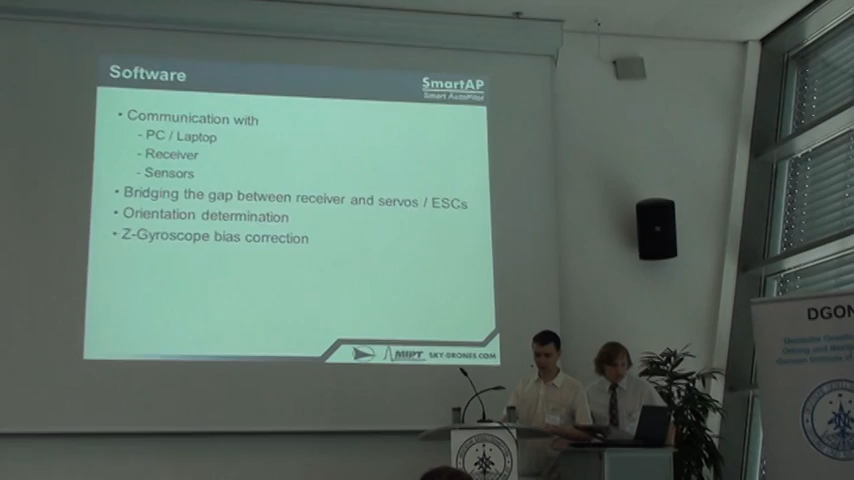 Software
SmartAP
Smart AutoPilot
• Communication with
- PC / Laptop
- Receiver
- Sensors
• Bridging the gap between receiver and servos / ESCs
• Orientation determination
• Z-Gyroscope bias correction
MIPT SKY-DRONES.COM
DGON